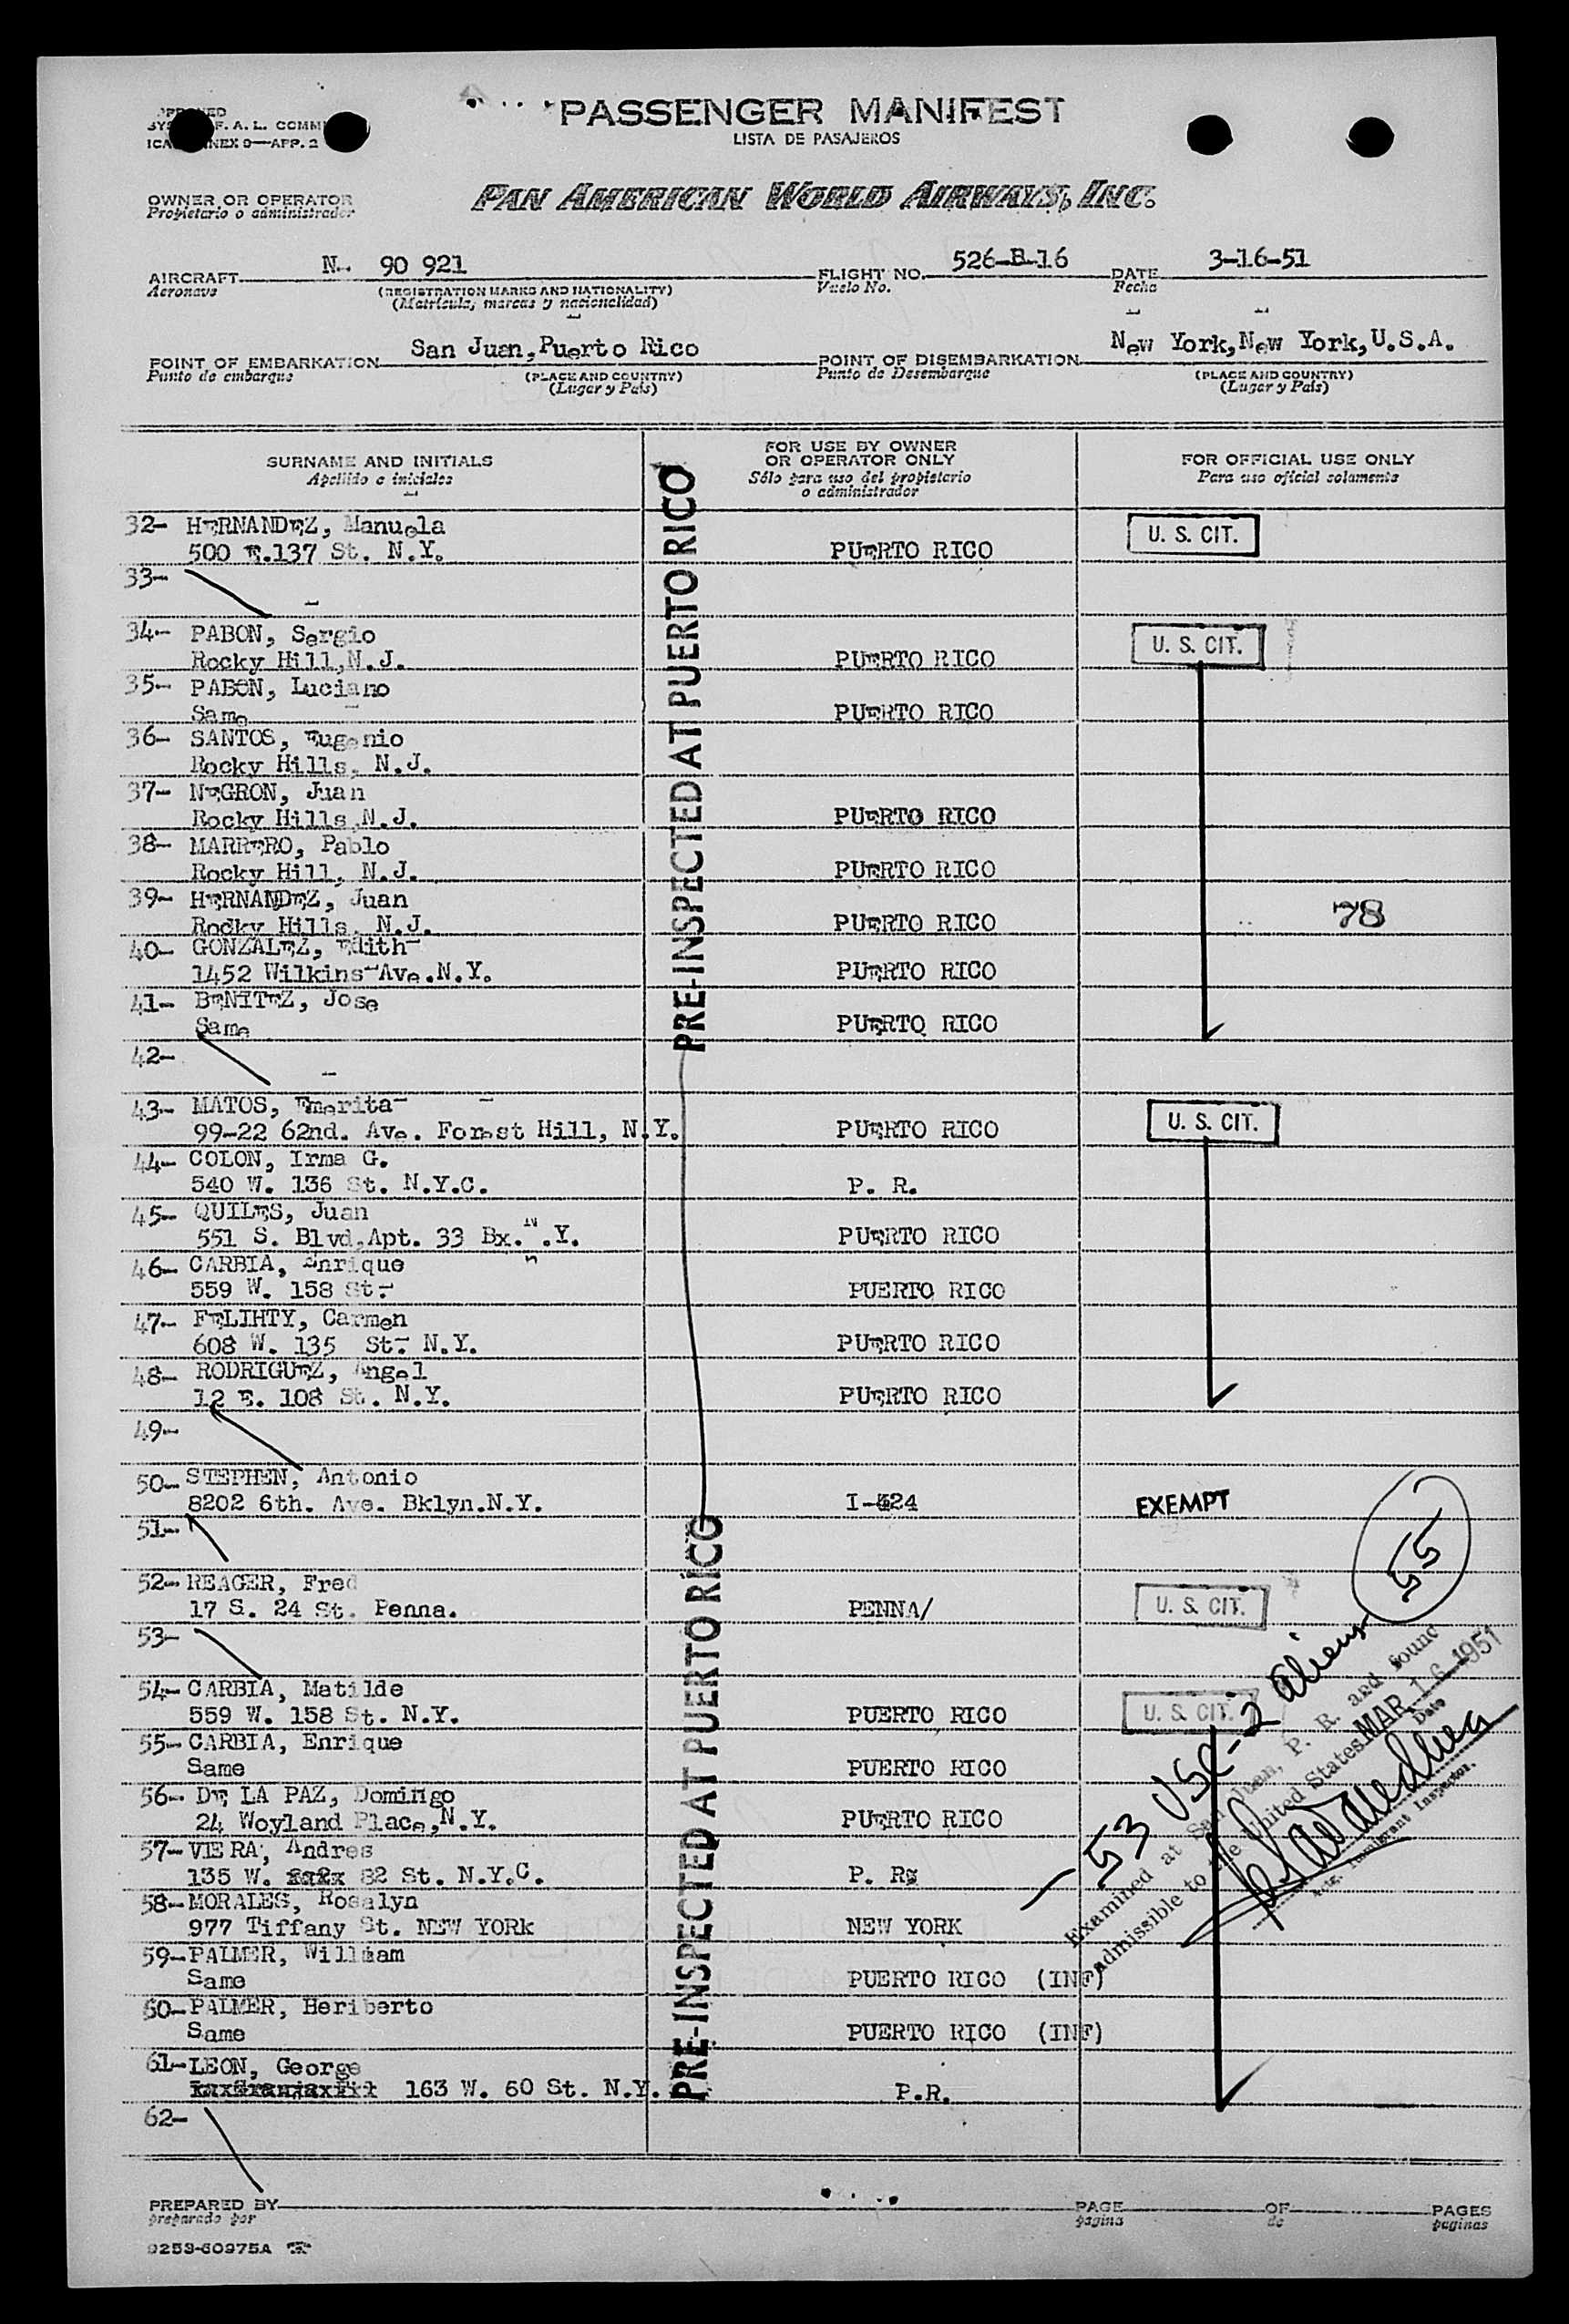 PASSENGER MANIFEST
LISTA DE PASAJEROS
F. A. L. COMM
ANNEX 9—APP. 2
OWNER OR OPERATOR
Propietario o administrador
PAN AMERICAN WORLD AIRWAYS, INC.
AIRCRAFT N. 90 921 FLIGHT NO. 526-B-16 DATE 3-16-51
Aeronave (REGISTRATION MARKS AND NATIONALITY) Vuelo No. Fecha
(Matrícula, marcas y nacionalidad)
POINT OF EMBARKATION San Juan, Puerto Rico POINT OF DISEMBARKATION New York, New York, U.S.A.
Punto de embarque (PLACE AND COUNTRY) Punto de Desembarque (PLACE AND COUNTRY)
(Lugar y País) (Lugar y País)
SURNAME AND INITIALS FOR USE BY OWNER OR OPERATOR ONLY FOR OFFICIAL USE ONLY
Apellido e iniciales Sólo para uso del propietario o administrador Para uso oficial solamente
PRE-INSPECTED AT PUERTO RICO
32- HERNANDEZ, Manuela U. S. CIT.
500 E.137 St. N.Y. PUERTO RICO
33-
34- PABON, Sergio U. S. CIT.
Rocky Hill,N.J. PUERTO RICO
35- PABON, Luciano
Same PUERTO RICO
36- SANTOS, Eugenio
Rocky Hills, N.J.
37- NEGRON, Juan
Rocky Hills,N.J. PUERTO RICO
38- MARRERO, Pablo
Rocky Hill, N.J. PUERTO RICO
39- HERNANDEZ, Juan 78
Rodky Hills, N.J. PUERTO RICO
40- GONZALEZ, Edith
1452 Wilkins Ave.N.Y. PUERTO RICO
41- BENITEZ, Jose
Same PUERTO RICO
42-
43- MATOS, Emerita U. S. CIT.
99-22 62nd. Ave. Forest Hill, N.Y. PUERTO RICO
44- COLON, Irma G.
540 W. 136 St. N.Y.C. P. R.
45- QUILES, Juan
551 S. Blvd,Apt. 33 Bx. N.Y. PUERTO RICO
46- CARBIA, Enrique
559 W. 158 St. PUERTO RICO
47- FELIHTY, Carmen
608 W. 135 St. N.Y. PUERTO RICO
48- RODRIGUEZ, Angel
12 E. 108 St. N.Y. PUERTO RICO
49-
50- STEPHEN, Antonio
8202 6th. Ave. Bklyn.N.Y. I-424 EXEMPT
51-
52- REAGER, Fred
17 S. 24 St. Penna. PENNA/ U. S. CIT.
53-
54- CARBIA, Matilde
559 W. 158 St. N.Y. PUERTO RICO U. S. CIT.
55- CARBIA, Enrique
Same PUERTO RICO
56- DE LA PAZ, Domingo
24 Woyland Place,N.Y. PUERTO RICO
57- VIERA, Andres
135 W. 82 St. N.Y.C. P. R
58- MORALES, Rosalyn
977 Tiffany St. NEW YORK NEW YORK
59- PALMER, William
Same PUERTO RICO (INF)
60- PALMER, Heriberto
Same PUERTO RICO (INF)
61- LEON, George
163 W. 60 St. N.Y. P.R.
62-
PRE-INSPECTED AT PUERTO RICO
55
53 USC - 2 Aliens
Examined at San Juan, P. R. and found
admissible to the United States MAR 16 1951
Date
Actg. Immigrant Inspector.
PREPARED BY PAGE OF PAGES
preparado por página de páginas
9253-60975A